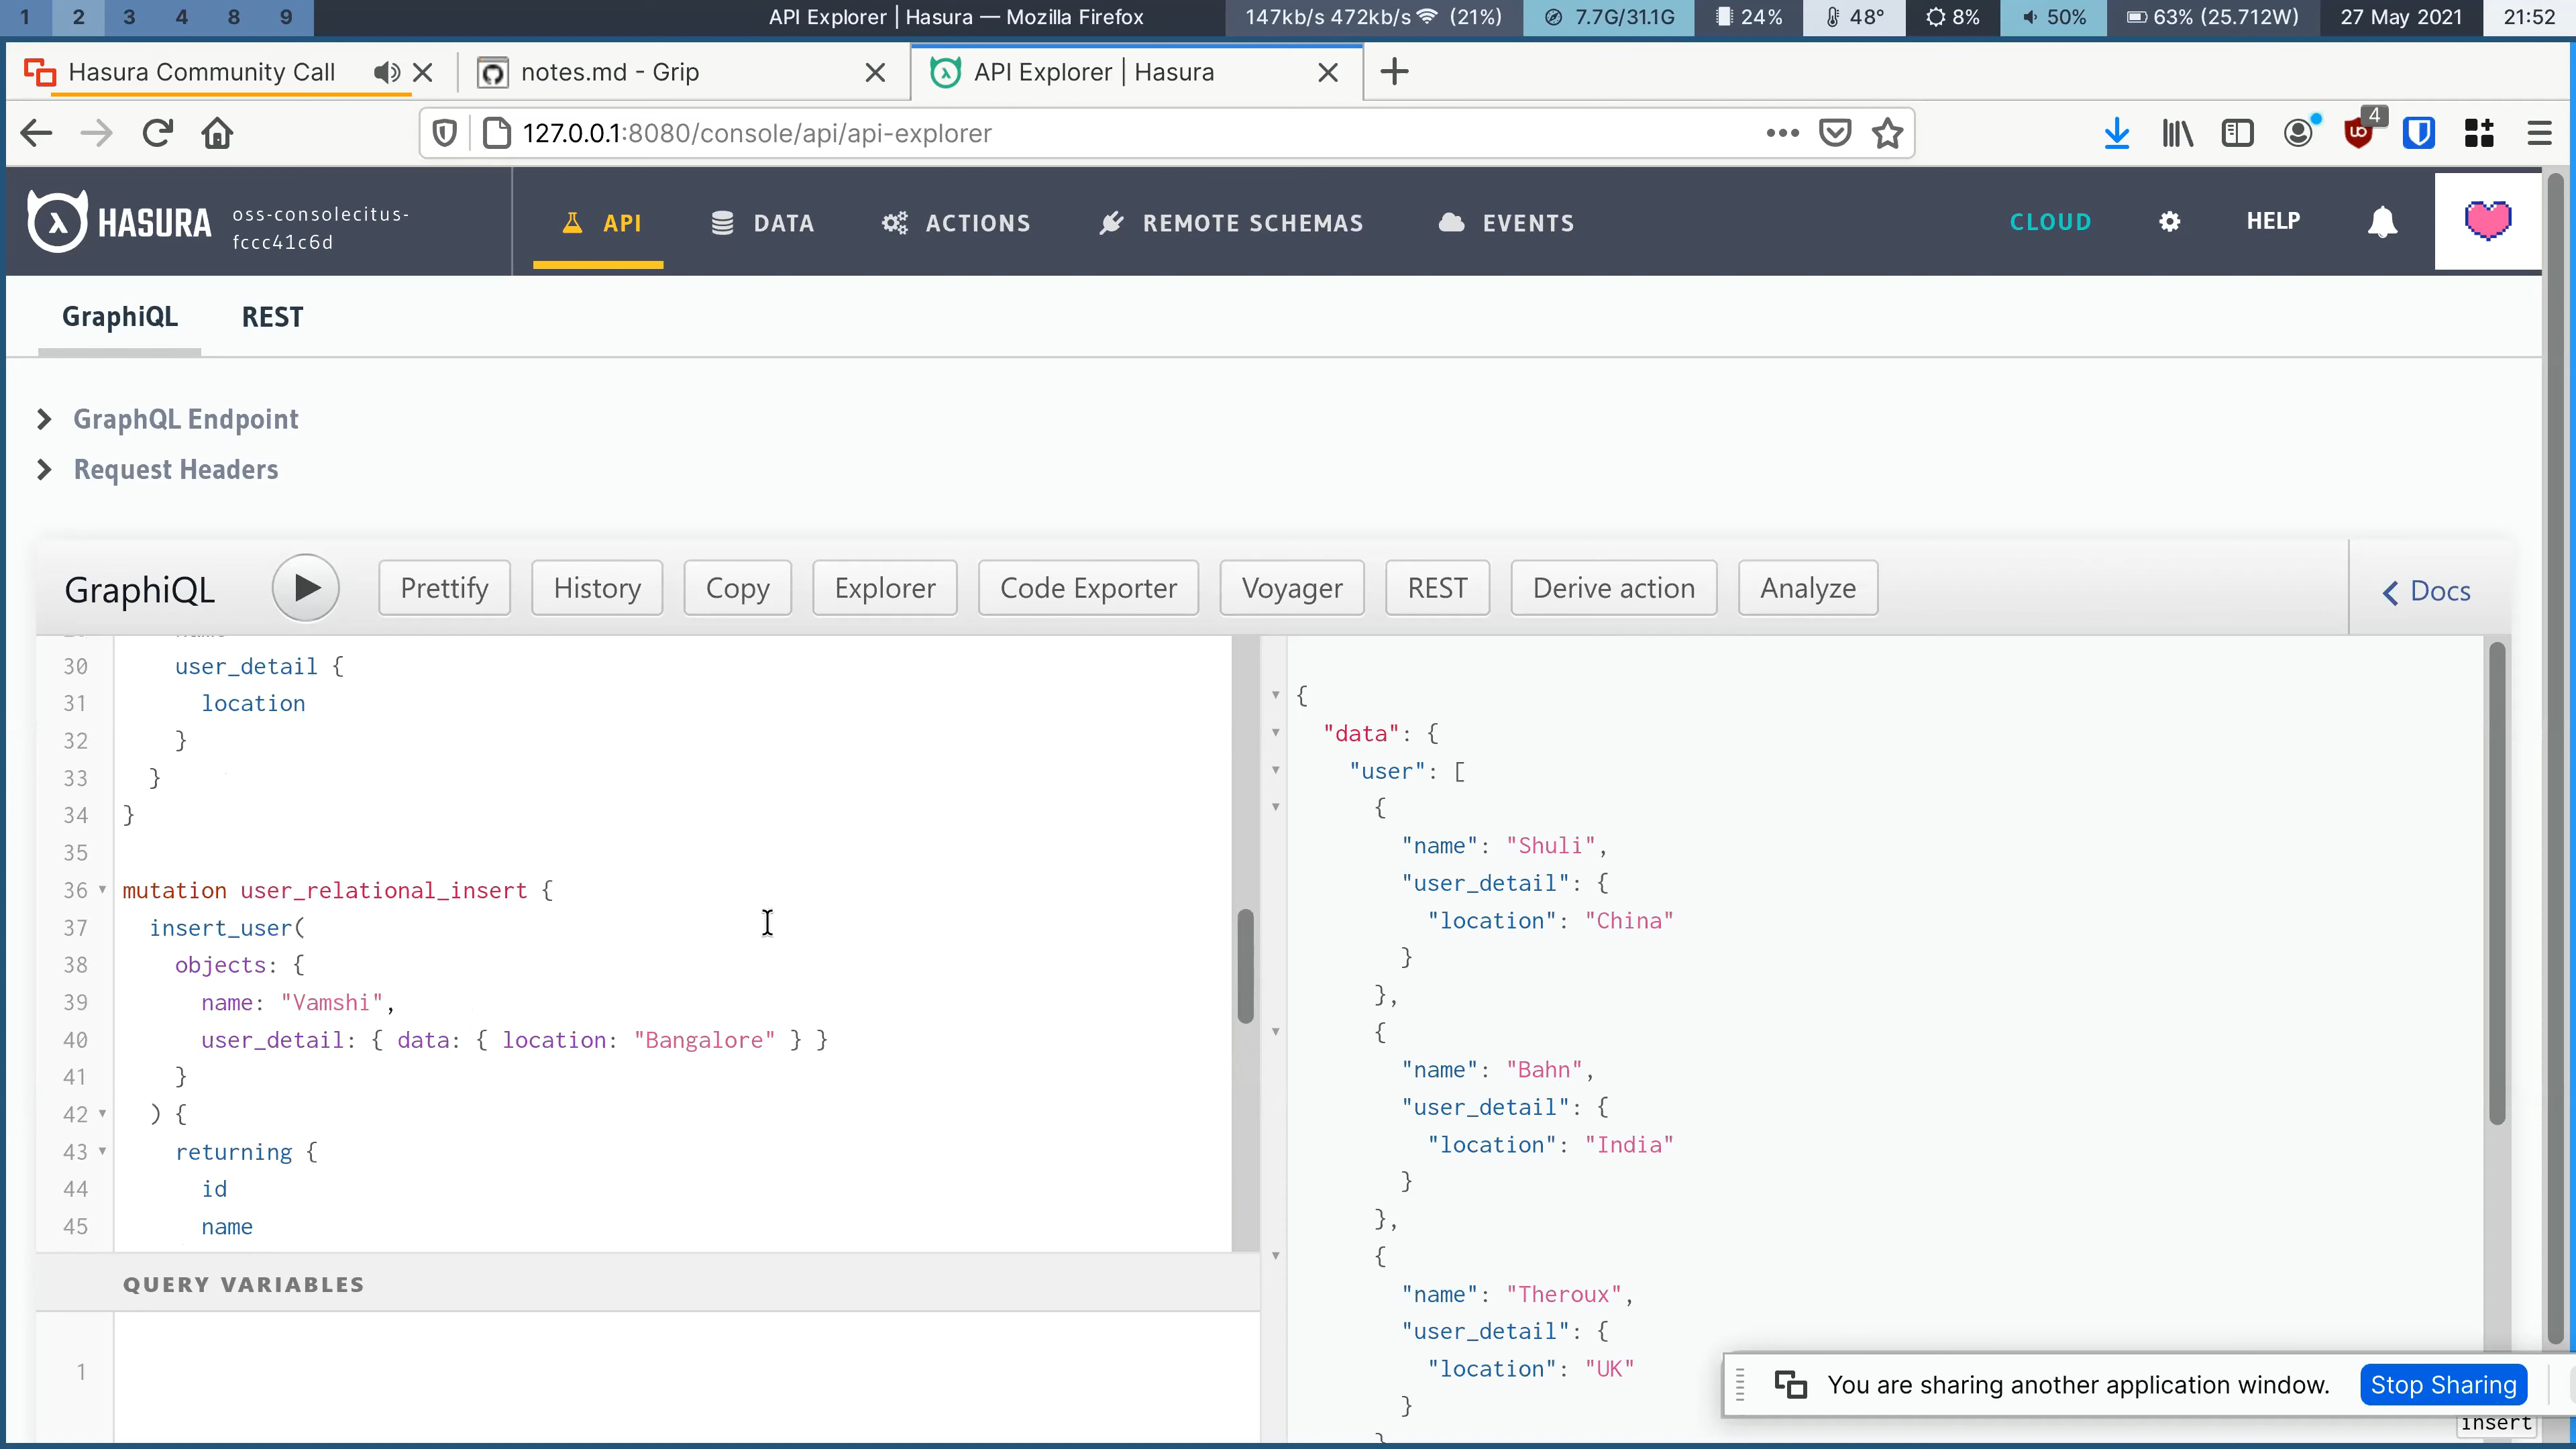 1 2 3 4 8 9 API Explorer | Hasura — Mozilla Firefox 147kb/s 472kb/s (21%) 7.7G/31.1G 24% 48° 8% 50% 63% (25.712W) 27 May 2021 21:52
Hasura Community Call notes.md - Grip API Explorer | Hasura
127.0.0.1:8080/console/api/api-explorer
4
HASURA oss-consolecitus-
fccc41c6d
API DATA ACTIONS REMOTE SCHEMAS EVENTS CLOUD HELP
GraphiQL REST
GraphQL Endpoint
Request Headers
GraphiQL Prettify History Copy Explorer Code Exporter Voyager REST Derive action Analyze Docs
30 user_detail {
31 location
32 }
33 }
34 }
35
36 mutation user_relational_insert {
37 insert_user(
38 objects: {
39 name: "Vamshi",
40 user_detail: { data: { location: "Bangalore" } }
41 }
42 ) {
43 returning {
44 id
45 name
QUERY VARIABLES
1
{
"data": {
"user": [
{
"name": "Shuli",
"user_detail": {
"location": "China"
}
},
{
"name": "Bahn",
"user_detail": {
"location": "India"
}
},
{
"name": "Theroux",
"user_detail": {
"location": "UK"
}
You are sharing another application window. Stop Sharing
insert